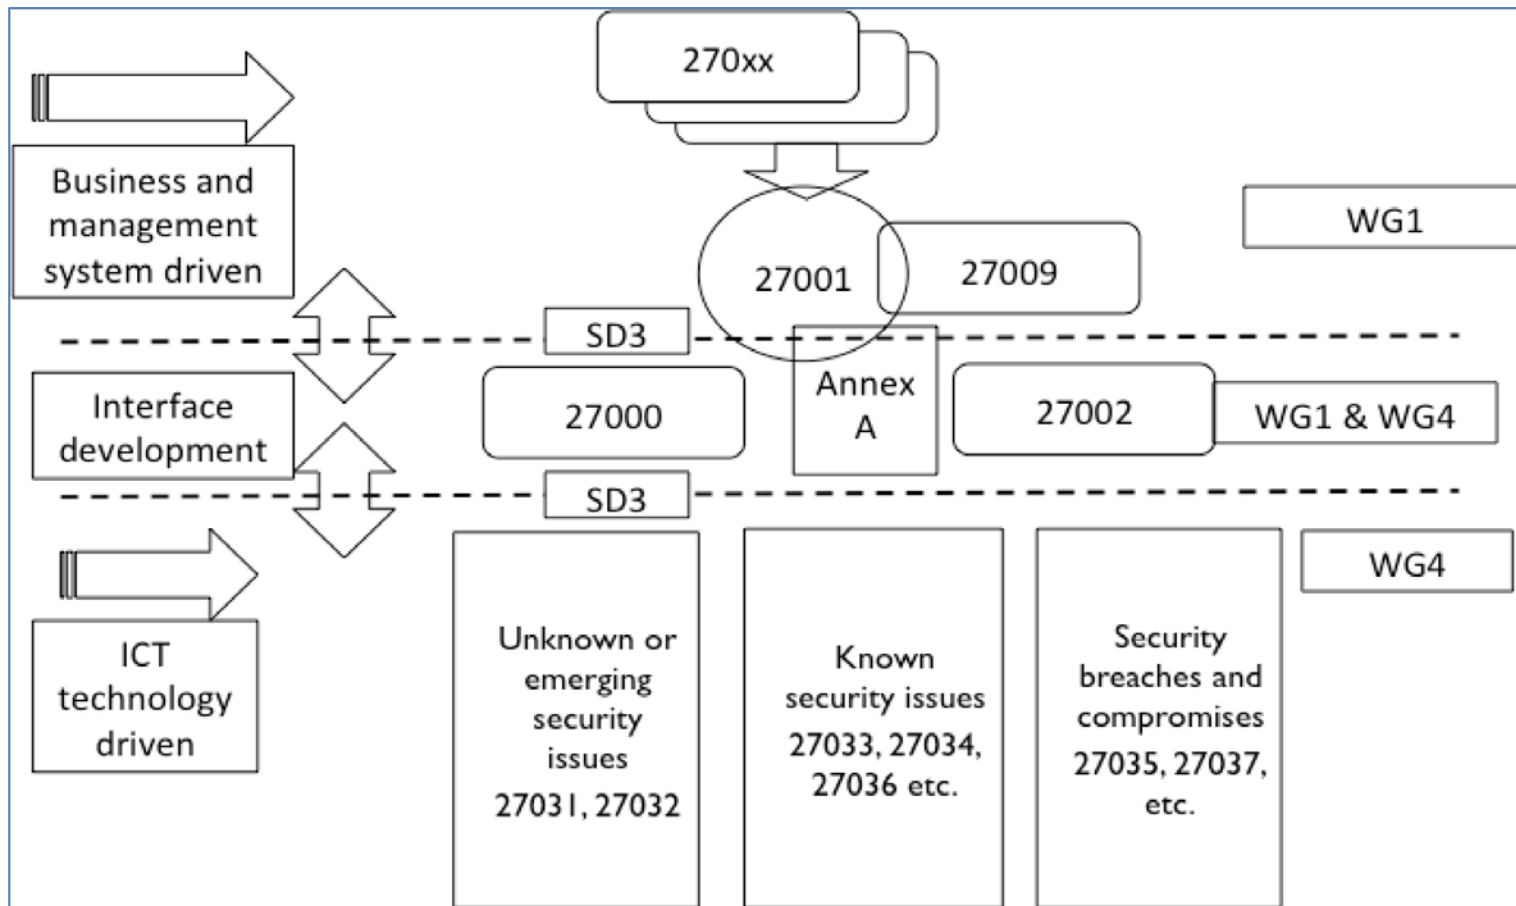 270xx
Business and
management
system driven
WG1
27001
27009
SD3
Interface
development
27000
Annex
A
27002
WG1 & WG4
SD3
ICT
technology
driven
Unknown or
emerging
security
issues
27031, 27032
Known
security issues
27033, 27034,
27036 etc.
Security
breaches and
compromises
27035, 27037,
etc.
WG4